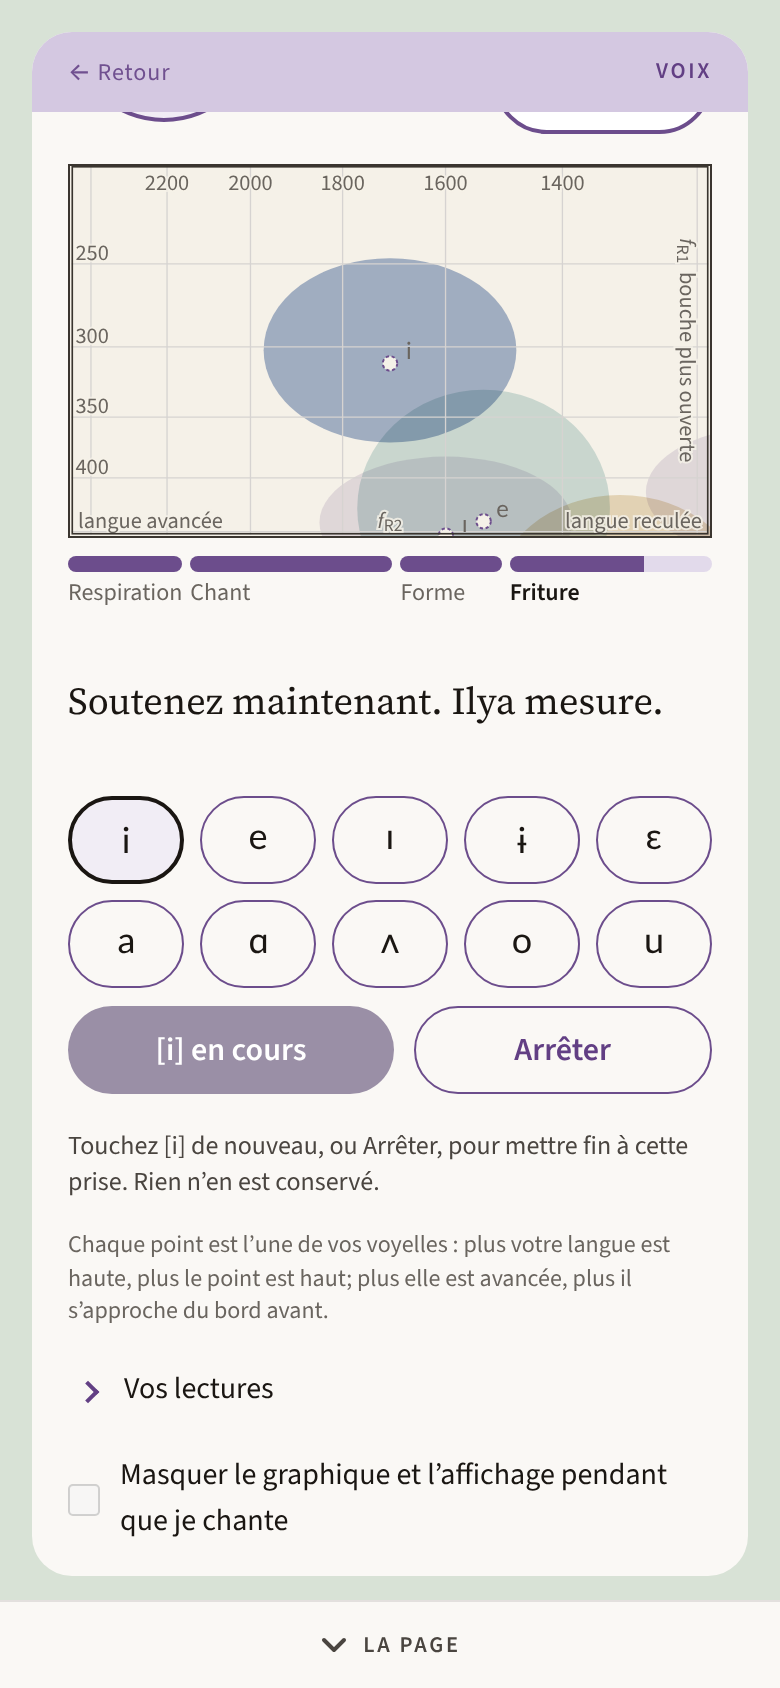 ← Retour
VOIX
2200 2000 1800 1600 1400
250
fR1 bouche plus ouverte
300
i
350
400
e
ɪ
langue avancée fR2 langue reculée
Respiration Chant Forme Friture
Soutenez maintenant. Ilya mesure.
i e ɪ ɨ ɛ
a ɑ ʌ o u
[i] en cours Arrêter
Touchez [i] de nouveau, ou Arrêter, pour mettre fin à cette
prise. Rien n’en est conservé.
Chaque point est l’une de vos voyelles : plus votre langue est
haute, plus le point est haut; plus elle est avancée, plus il
s’approche du bord avant.
Vos lectures
Masquer le graphique et l’affichage pendant
que je chante
LA PAGE